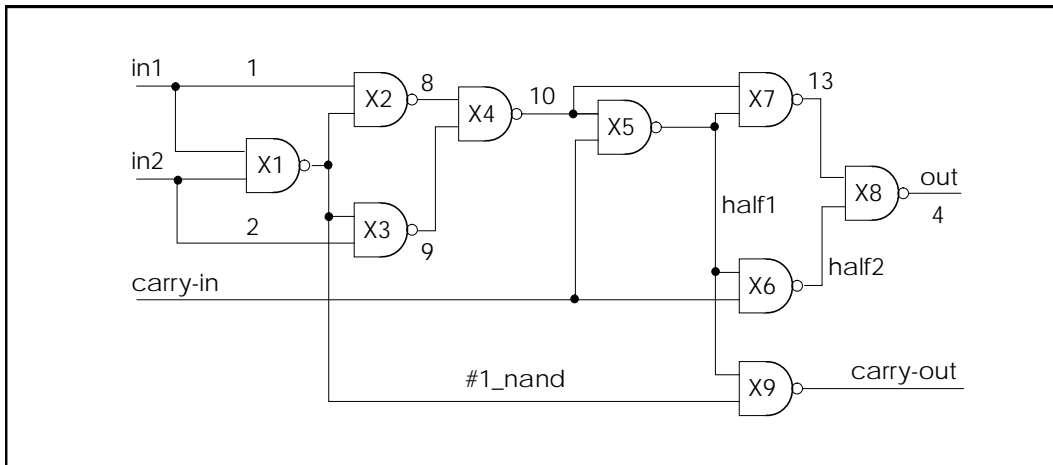 in1
1
X2
8
X4
10
X5
X7
13
in2
X1
X3
2
9
half1
X8
out
4
carry-in
X6
half2
#1_nand
X9
carry-out